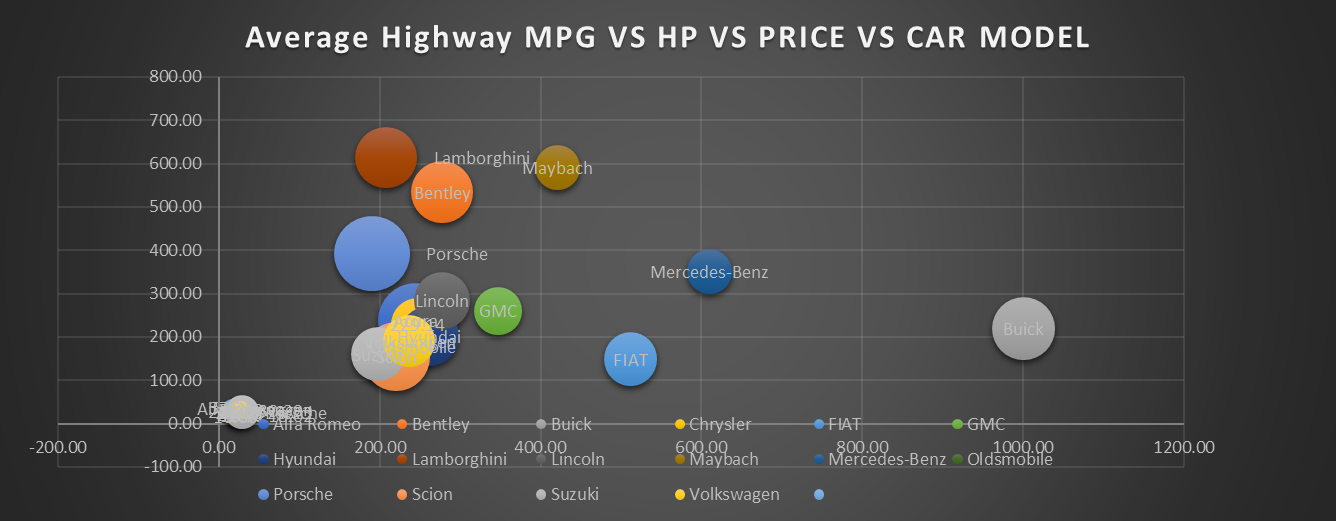 Average Highway MPG VS HP VS PRICE VS CAR MODEL
800.00
700.00
600.00
Lamborghini
Maybach
500.00
Bentley
400.00
Porsche
Mercedes-Benz
300.00
Lincoln
GMC
Buick
Acura
Hyundai
200.00
FIAT
100.00
0.00
Alfa Romeo Bentley Buick Chrysler FIAT GMC
-200.00 0.00 200.00 400.00 600.00 800.00 1000.00 1200.00
Hyundai Lamborghini Lincoln Maybach Mercedes-Benz Oldsmobile
-100.00
Porsche Scion Suzuki Volkswagen